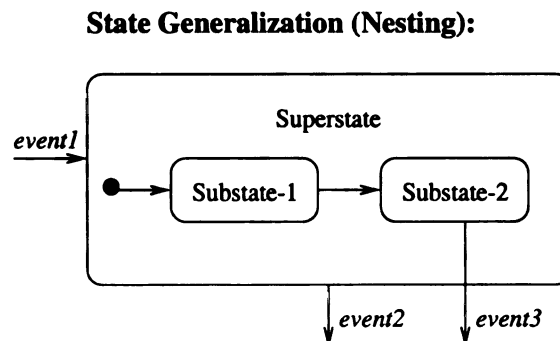 State Generalization (Nesting):
Superstate
event1
Substate-1
Substate-2
event2
event3